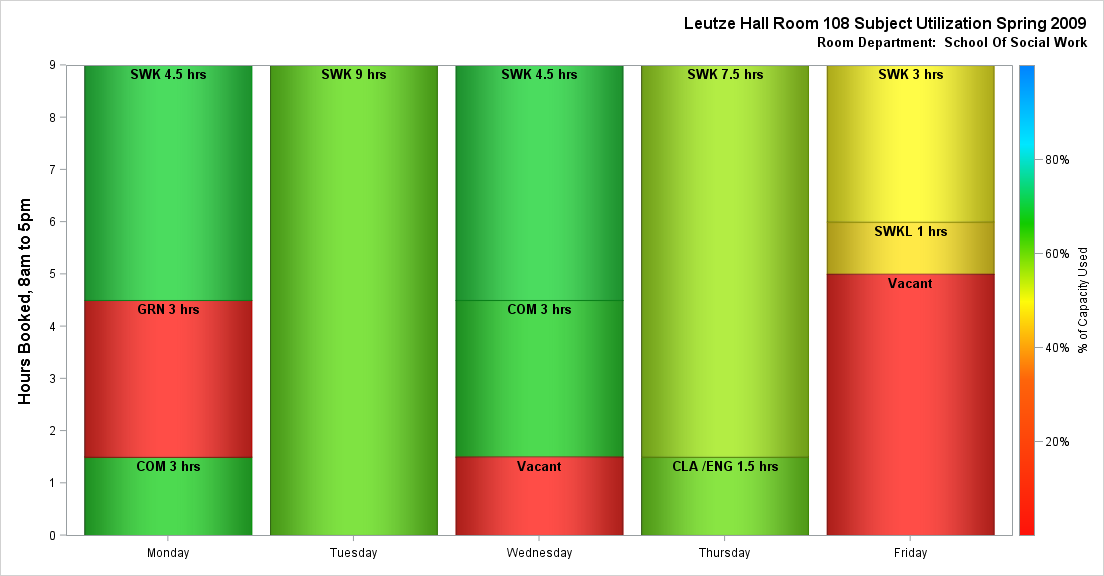 Leutze Hall Room 108 Subject Utilization Spring 2009
Room Department: School Of Social Work
Hours Booked, 8am to 5pm
9
8
7
6
5
4
3
2
1
0
SWK 4.5 hrs
GRN 3 hrs
COM 3 hrs
SWK 9 hrs
SWK 4.5 hrs
COM 3 hrs
Vacant
SWK 7.5 hrs
CLA /ENG 1.5 hrs
SWK 3 hrs
SWKL 1 hrs
Vacant
Monday
Tuesday
Wednesday
Thursday
Friday
80%
60%
40%
20%
% of Capacity Used